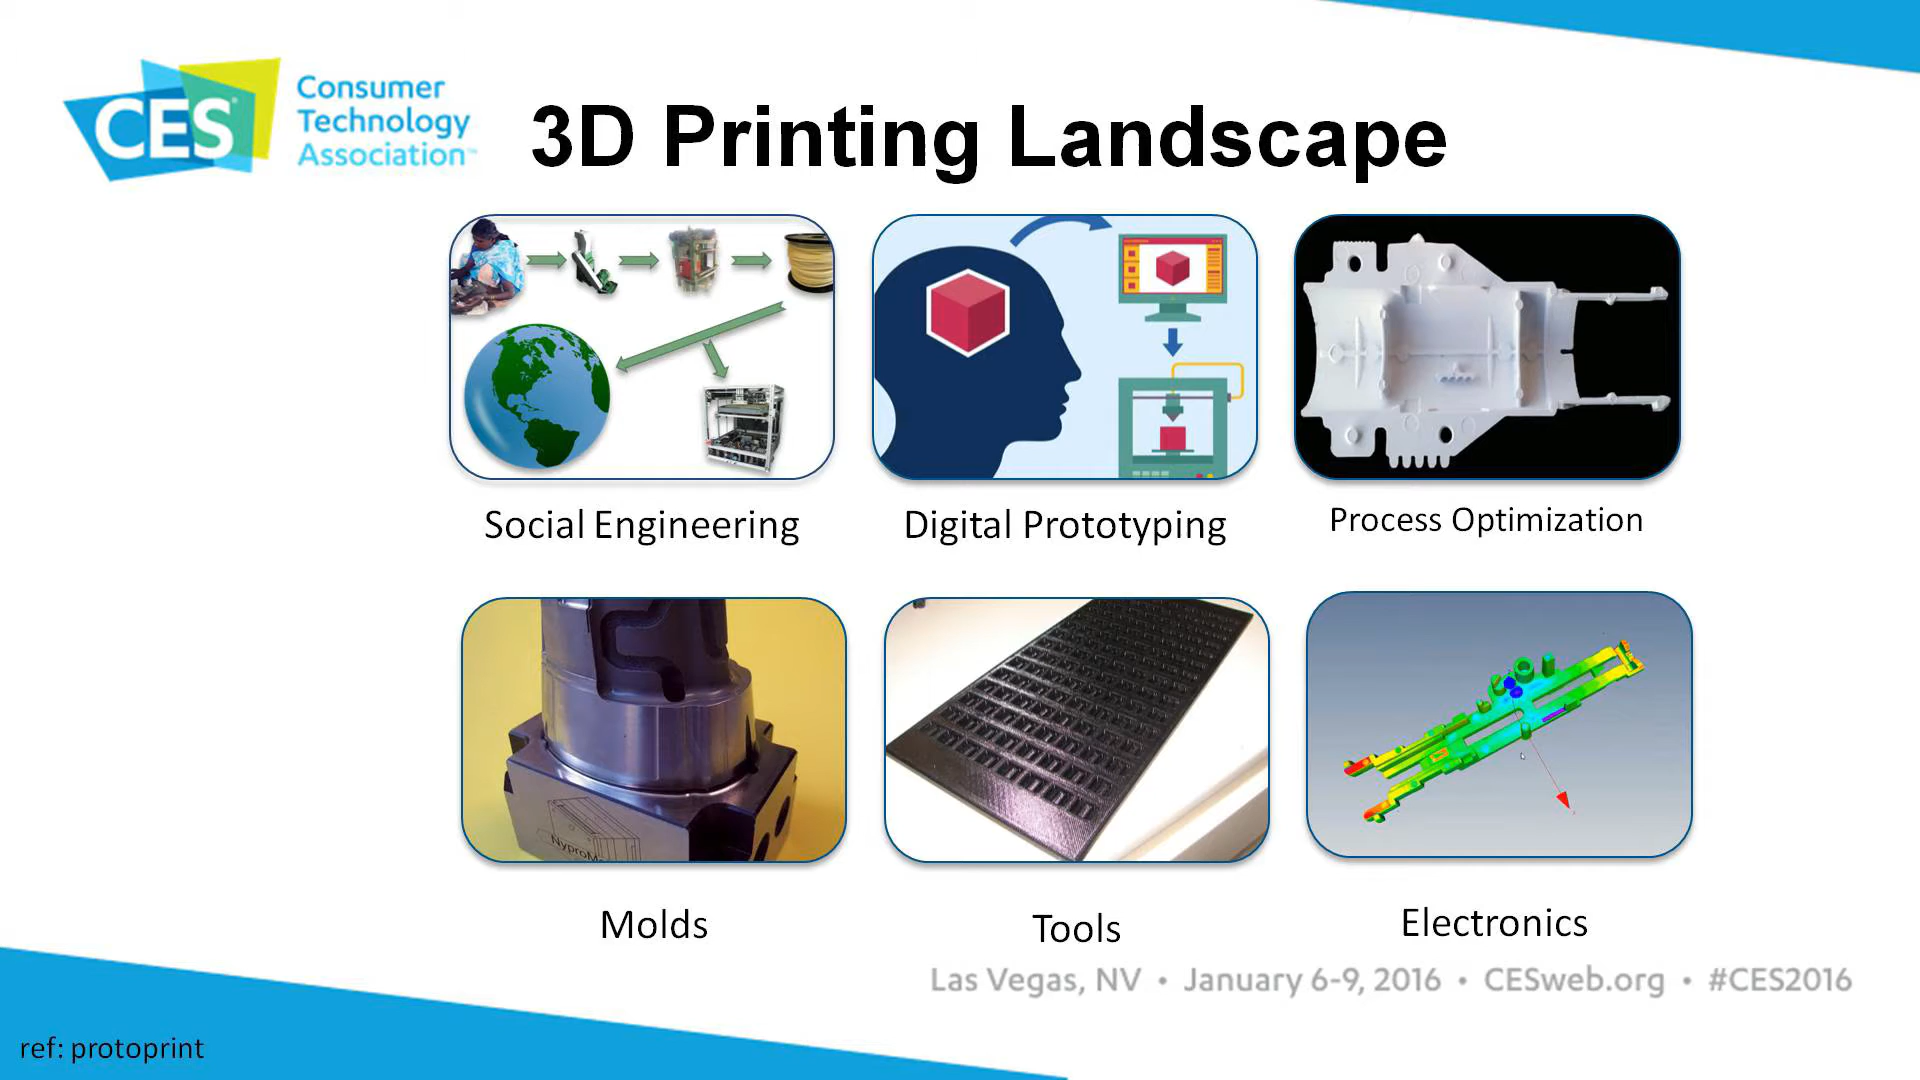 CES
Consumer
Technology
Association™
3D Printing Landscape
Social Engineering
Digital Prototyping
Process Optimization
Molds
Tools
Electronics
Las Vegas, NV • January 6-9, 2016 • CESweb.org • #CES2016
ref: protoprint